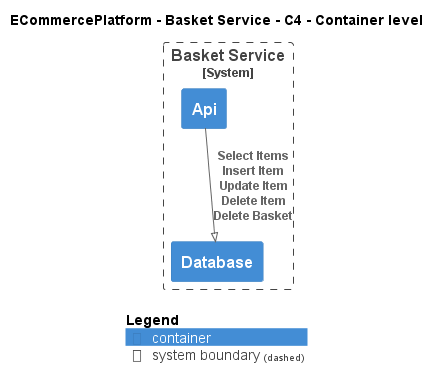 ECommercePlatform - Basket Service - C4 - Container level
Basket Service
[System]
Api
Select Items
Insert Item
Update Item
Delete Item
Delete Basket
Database
Legend
container
system boundary (dashed)